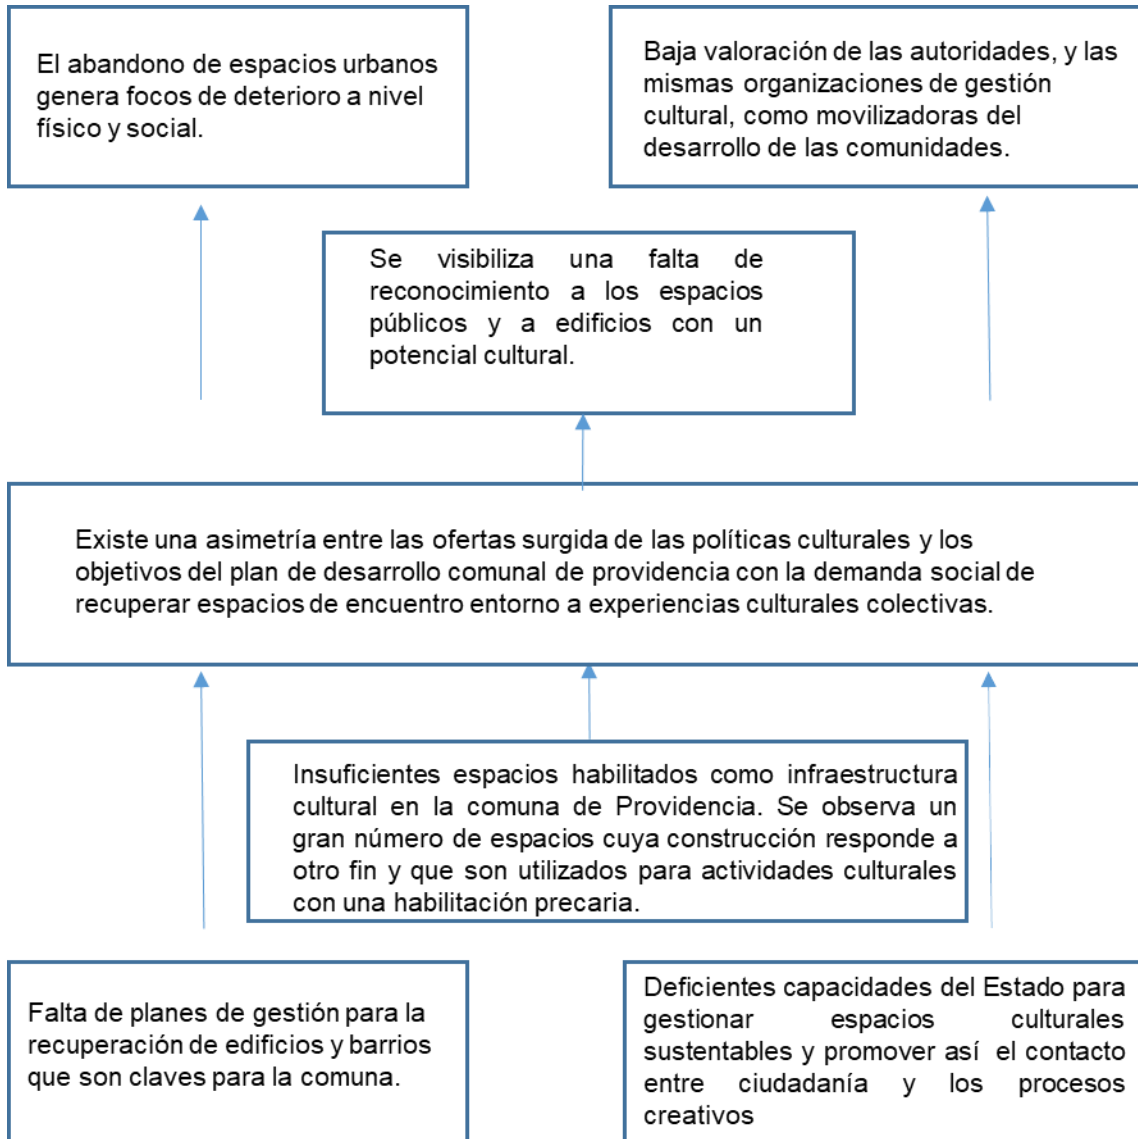 El abandono de espacios urbanos
genera focos de deterioro a nivel
físico y social.
Baja valoración de las autoridades, y las
mismas organizaciones de gestión
cultural, como movilizadoras del
desarrollo de las comunidades.
Se visibiliza una falta de
reconocimiento a los espacios
públicos y a edificios con un
potencial cultural.
Existe una asimetría entre las ofertas surgida de las políticas culturales y los
objetivos del plan de desarrollo comunal de providencia con la demanda social de
recuperar espacios de encuentro entorno a experiencias culturales colectivas.
Insuficientes espacios habilitados como infraestructura
cultural en la comuna de Providencia. Se observa un
gran número de espacios cuya construcción responde a
otro fin y que son utilizados para actividades culturales
con una habilitación precaria.
Falta de planes de gestión para la
recuperación de edificios y barrios
que son claves para la comuna.
Deficientes capacidades del Estado para
gestionar espacios culturales
sustentables y promover así el contacto
entre ciudadanía y los procesos
creativos